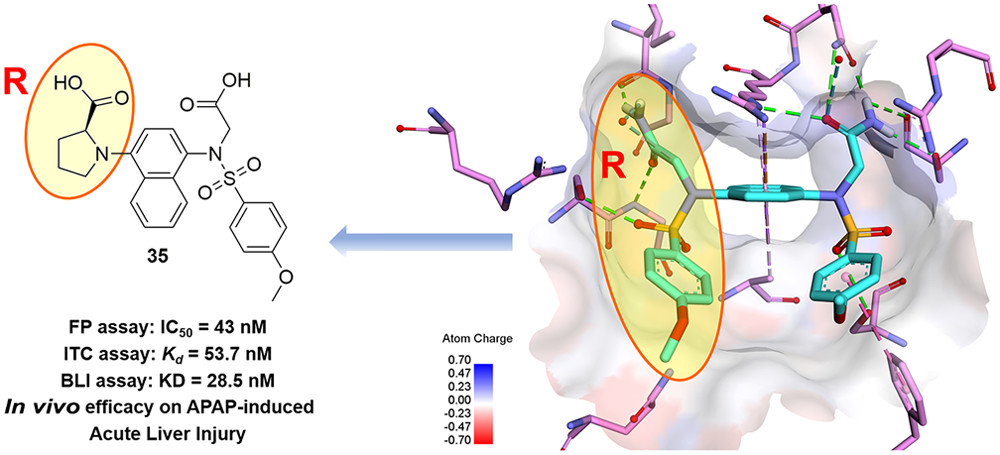 R
HO
O
OH
O
N
N
O
S
O
O
35
FP assay: IC50 = 43 nM
ITC assay: Kd = 53.7 nM
BLI assay: KD = 28.5 nM
In vivo efficacy on APAP-induced
Acute Liver Injury
R
Atom Charge
0.70
0.47
0.23
0.00
-0.23
-0.47
-0.70